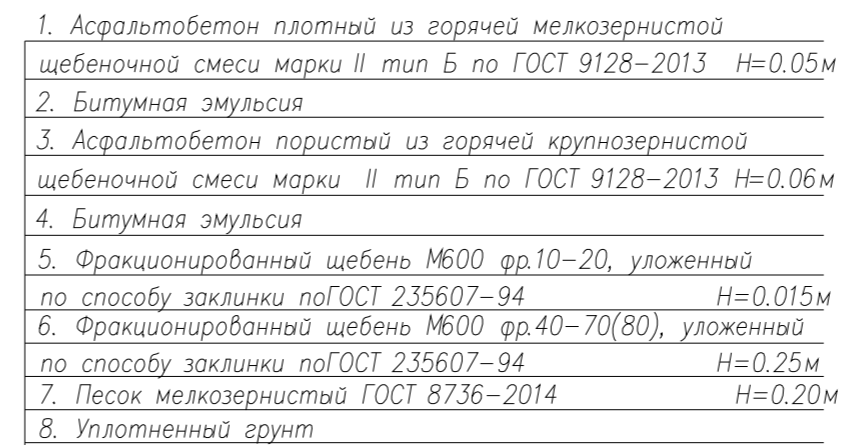 1. Асфальтобетон плотный из горячей мелкозернистой
щебеночной смеси марки II тип Б по ГОСТ 9128-2013 H=0.05м
2. Битумная эмульсия
3. Асфальтобетон пористый из горячей крупнозернистой
щебеночной смеси марки II тип Б по ГОСТ 9128-2013 H=0.06м
4. Битумная эмульсия
5. Фракционированный щебень М600 фр.10-20, уложенный
по способу заклинки поГОСТ 235607-94 H=0.015м
6. Фракционированный щебень М600 фр.40-70(80), уложенный
по способу заклинки поГОСТ 235607-94 H=0.25м
7. Песок мелкозернистый ГОСТ 8736-2014 H=0.20м
8. Уплотненный грунт